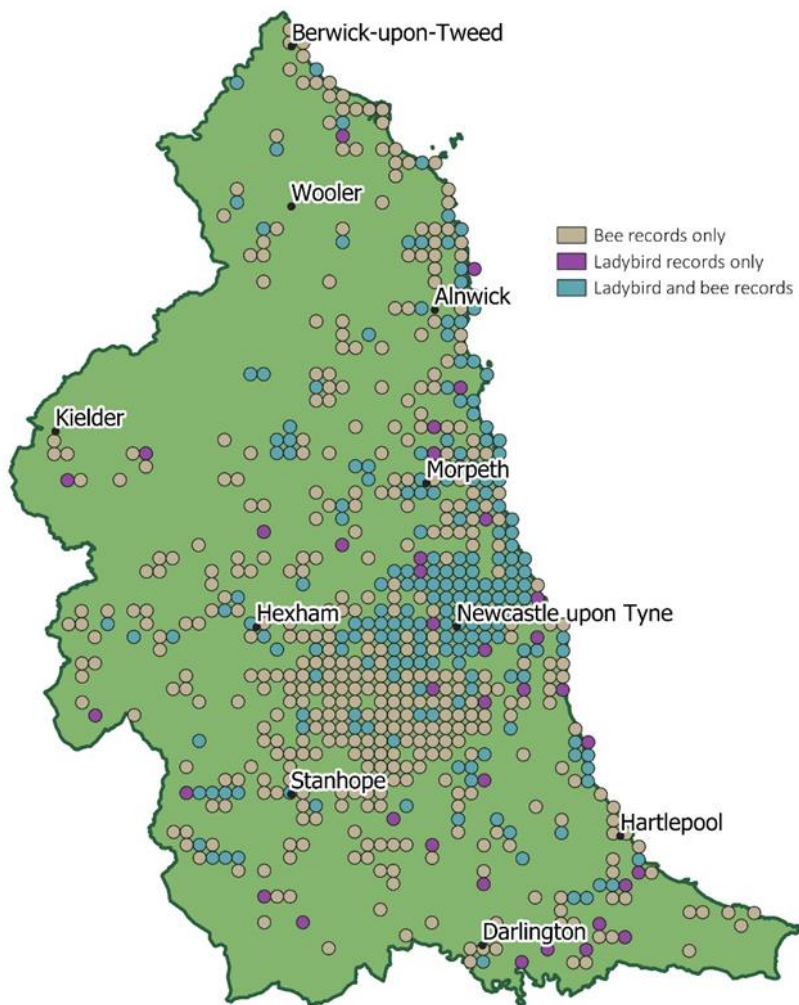 Berwick-upon-Tweed
Wooler
Bee records only
Ladybird records only
Ladybird and bee records
Alnwick
Kielder
Morpeth
Hexham
Newcastle upon Tyne
Stanhope
Hartlepool
Darlington